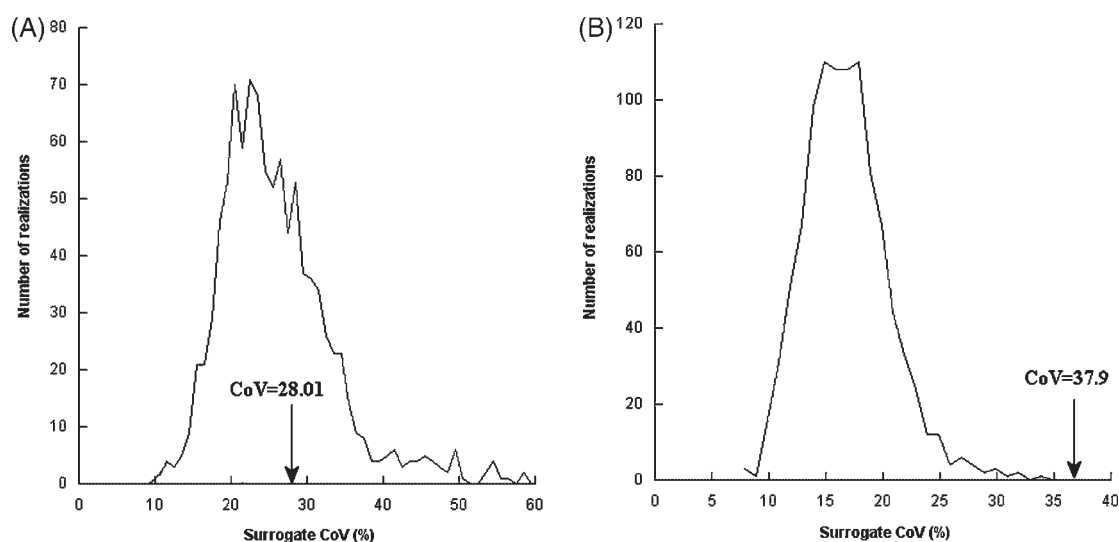 (A)
Number of realizations
80
70
60
50
40
30
20
10
0
CoV=28.01
0 10 20 30 40 50 60
Surrogate CoV (%)
(B)
Number of realizations
120
100
80
60
40
20
0
CoV=37.9
0 5 10 15 20 25 30 35 40
Surrogate CoV (%)